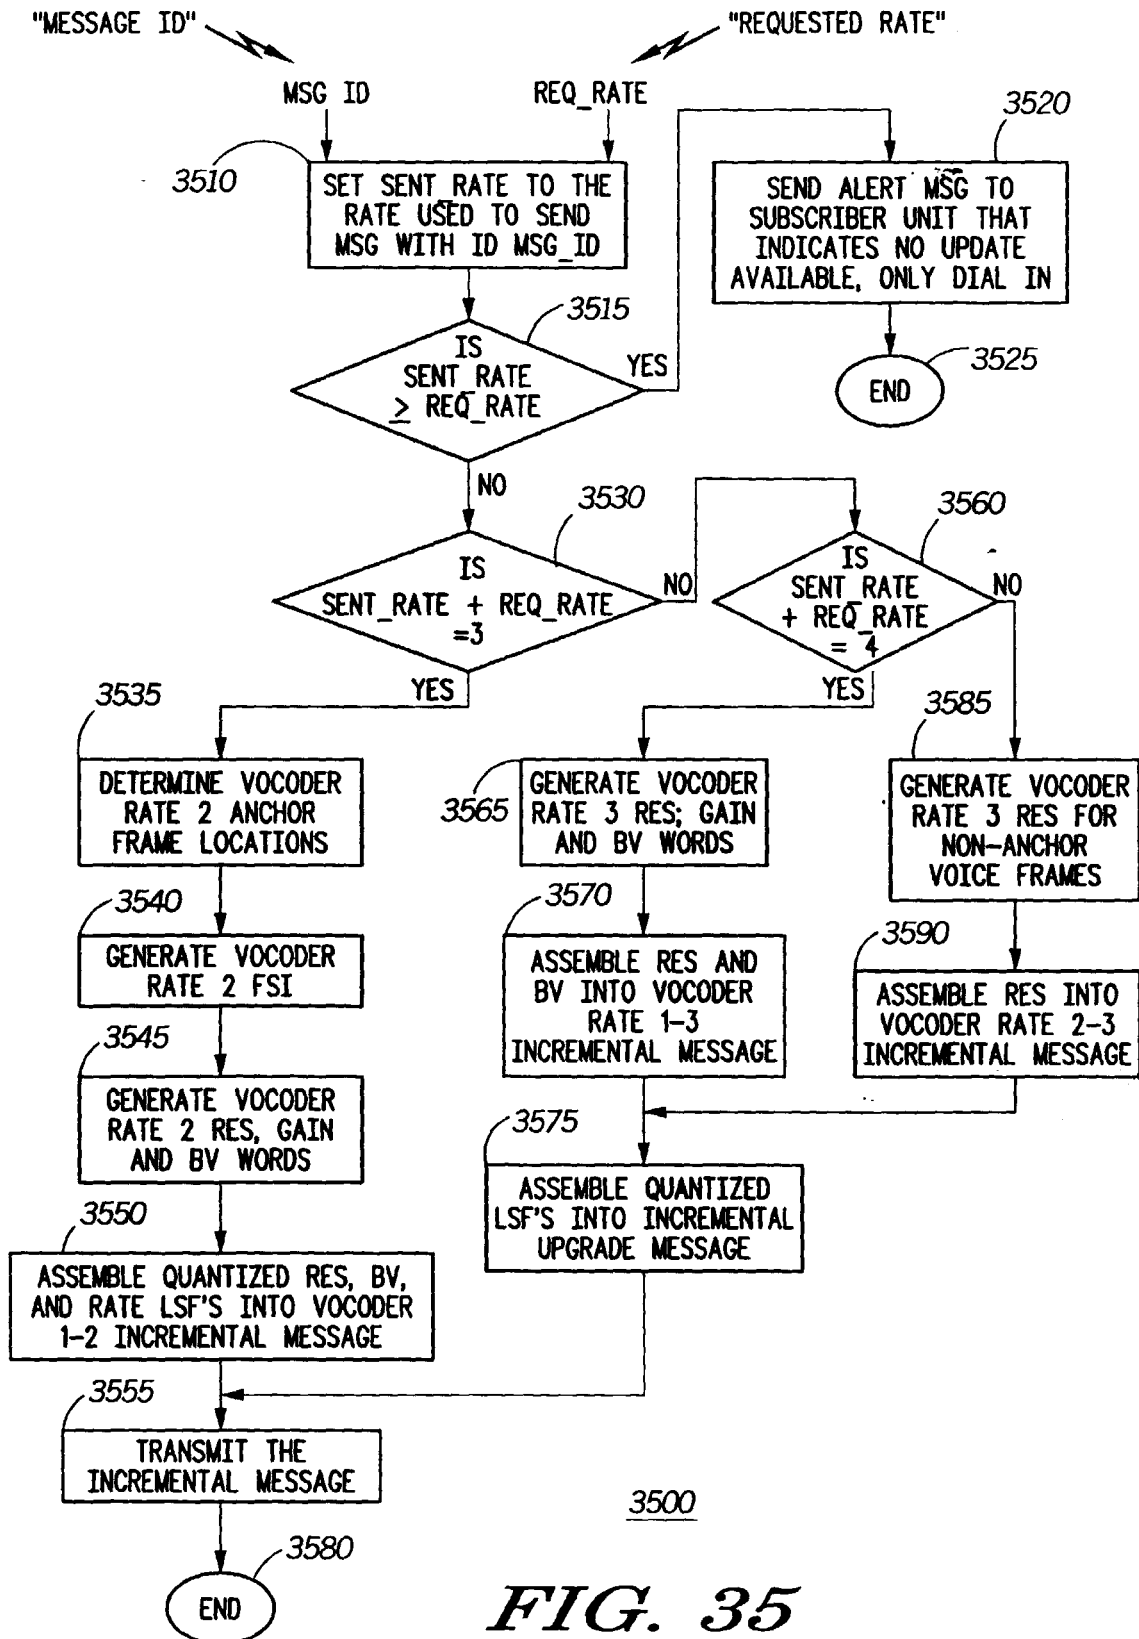 "MESSAGE ID"
"REQUESTED RATE"
MSG ID
REQ_RATE
3510
SET SENT_RATE TO THE
RATE USED TO SEND
MSG WITH ID MSG_ID
3520
SEND ALERT MSG TO
SUBSCRIBER UNIT THAT
INDICATES NO UPDATE
AVAILABLE, ONLY DIAL IN
3515
IS
SENT_RATE
≥ REQ_RATE
YES
NO
3525
END
3530
IS
SENT_RATE + REQ_RATE
=3
NO
YES
3560
IS
SENT_RATE
+ REQ_RATE
= 4
NO
YES
3535
DETERMINE VOCODER
RATE 2 ANCHOR
FRAME LOCATIONS
3565
GENERATE VOCODER
RATE 3 RES; GAIN
AND BV WORDS
3585
GENERATE VOCODER
RATE 3 RES FOR
NON-ANCHOR
VOICE FRAMES
3540
GENERATE VOCODER
RATE 2 FSI
3570
ASSEMBLE RES AND
BV INTO VOCODER
RATE 1-3
INCREMENTAL MESSAGE
3590
ASSEMBLE RES INTO
VOCODER RATE 2-3
INCREMENTAL MESSAGE
3545
GENERATE VOCODER
RATE 2 RES, GAIN
AND BV WORDS
3575
ASSEMBLE QUANTIZED
LSF'S INTO INCREMENTAL
UPGRADE MESSAGE
3550
ASSEMBLE QUANTIZED RES, BV,
AND RATE LSF'S INTO VOCODER
1-2 INCREMENTAL MESSAGE
3555
TRANSMIT THE
INCREMENTAL MESSAGE
3580
END
3500
FIG. 35